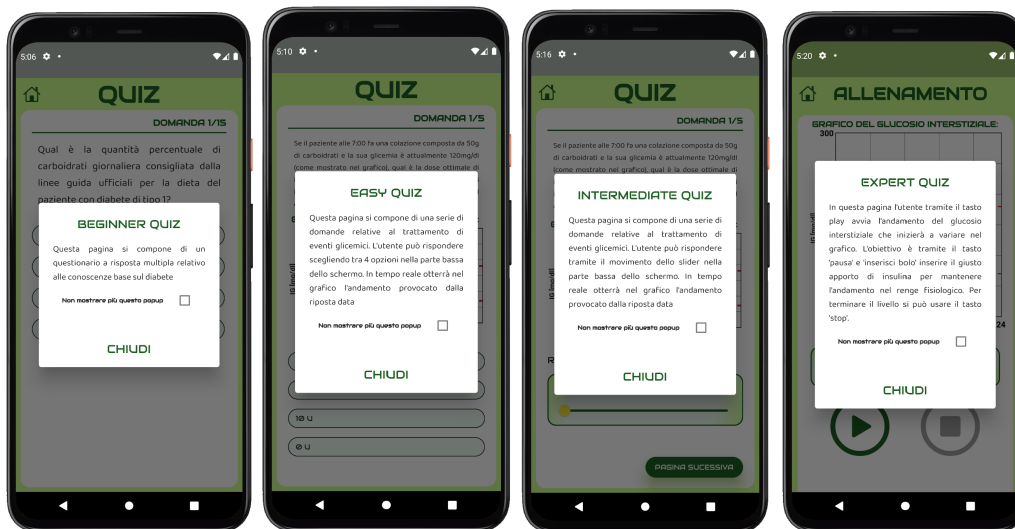 5:06
QUIZ
DOMANDA 1/15
Qual è la quantità percentuale di
carboidrati giornaliera consigliata dalla
linee guida ufficiali per la dieta del
paziente con diabete di tipo 1?
BEGINNER QUIZ
Questa pagina si compone di un
questionario a risposta multipla relativo
alle conoscenze base sul diabete
Non mostrare più questo popup
CHIUDI
5:10
QUIZ
DOMANDA 1/5
Se il paziente alle 7:00 fa una colazione composta da 50g
di carboidrati e la sua glicemia è attualmente 120mg/dl
(come mostrato nel grafico), qual è la dose ottimale di
EASY QUIZ
Questa pagina si compone di una serie di
domande relative al trattamento di
eventi glicemici. L'utente può rispondere
scegliendo tra 4 opzioni nella parte bassa
dello schermo. In tempo reale otterrà nel
grafico l'andamento provocato dalla
riposta data
Non mostrare più questo popup
CHIUDI
10 U
0 U
5:16
QUIZ
DOMANDA 1/5
Se il paziente alle 7:00 fa una colazione composta da 50g
di carboidrati e la sua glicemia è attualmente 120mg/dl
(come mostrato nel grafico), qual è la dose ottimale di
INTERMEDIATE QUIZ
Questa pagina si compone di una serie di
domande relative al trattamento di
eventi glicemici. L'utente può rispondere
tramite il movimento dello slider nella
parte bassa dello schermo. In tempo
reale otterrà nel grafico l'andamento
provocato dalla riposta data
IG [mg/dl]
Non mostrare più questo popup
CHIUDI
PAGINA SUCESSIVA
5:20
ALLENAMENTO
GRAFICO DEL GLUCOSIO INTERSTIZIALE:
300
EXPERT QUIZ
In questa pagina l'utente tramite il tasto
play avvia l'andamento del glucosio
interstiziale che inizierà a variare nel
grafico. L'obiettivo è tramite il tasto
'pausa' e 'inserisci bolo' inserire il giusto
apporto di insulina per mantenere
l'andamento nel renge fisiologico. Per
terminare il livello si può usare il tasto
'stop'.
24
Non mostrare più questo popup
CHIUDI